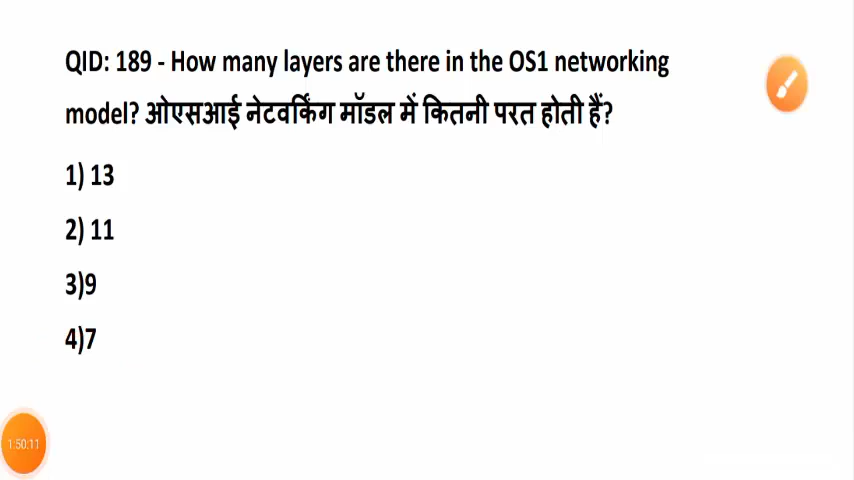 QID: 189 - How many layers are there in the OS1 networking
model? ओएसआई नेटवर्किंग मॉडल में कितनी परत होती हैं?
1) 13
2) 11
3)9
4)7
1:50:11